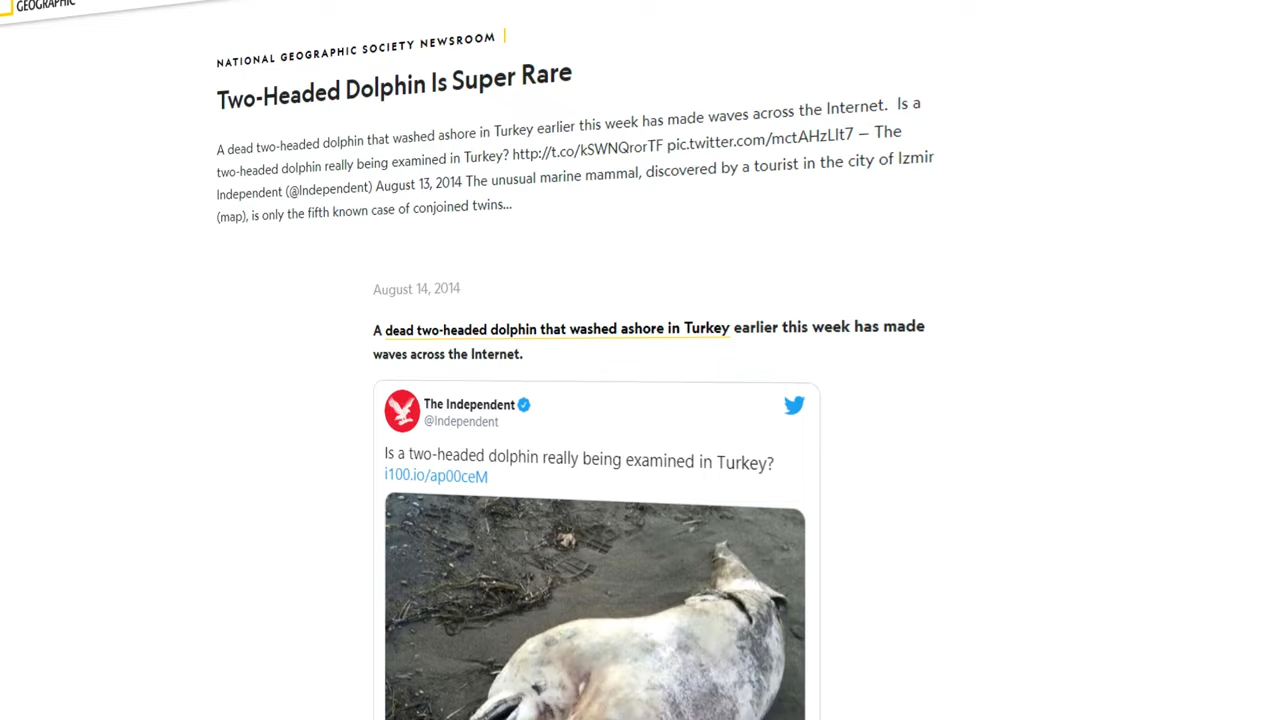 GEOGRAPHIC
NATIONAL GEOGRAPHIC SOCIETY NEWSROOM
Two-Headed Dolphin Is Super Rare
A dead two-headed dolphin that washed ashore in Turkey earlier this week has made waves across the Internet.  Is a
two-headed dolphin really being examined in Turkey? http://t.co/kSWNQrorTF pic.twitter.com/mctAHzLIt7 — The
Independent (@Independent) August 13, 2014 The unusual marine mammal, discovered by a tourist in the city of Izmir
(map), is only the fifth known case of conjoined twins...
August 14, 2014
A dead two-headed dolphin that washed ashore in Turkey earlier this week has made
waves across the Internet.
The Independent
@Independent
Is a two-headed dolphin really being examined in Turkey?
i100.io/ap00ceM